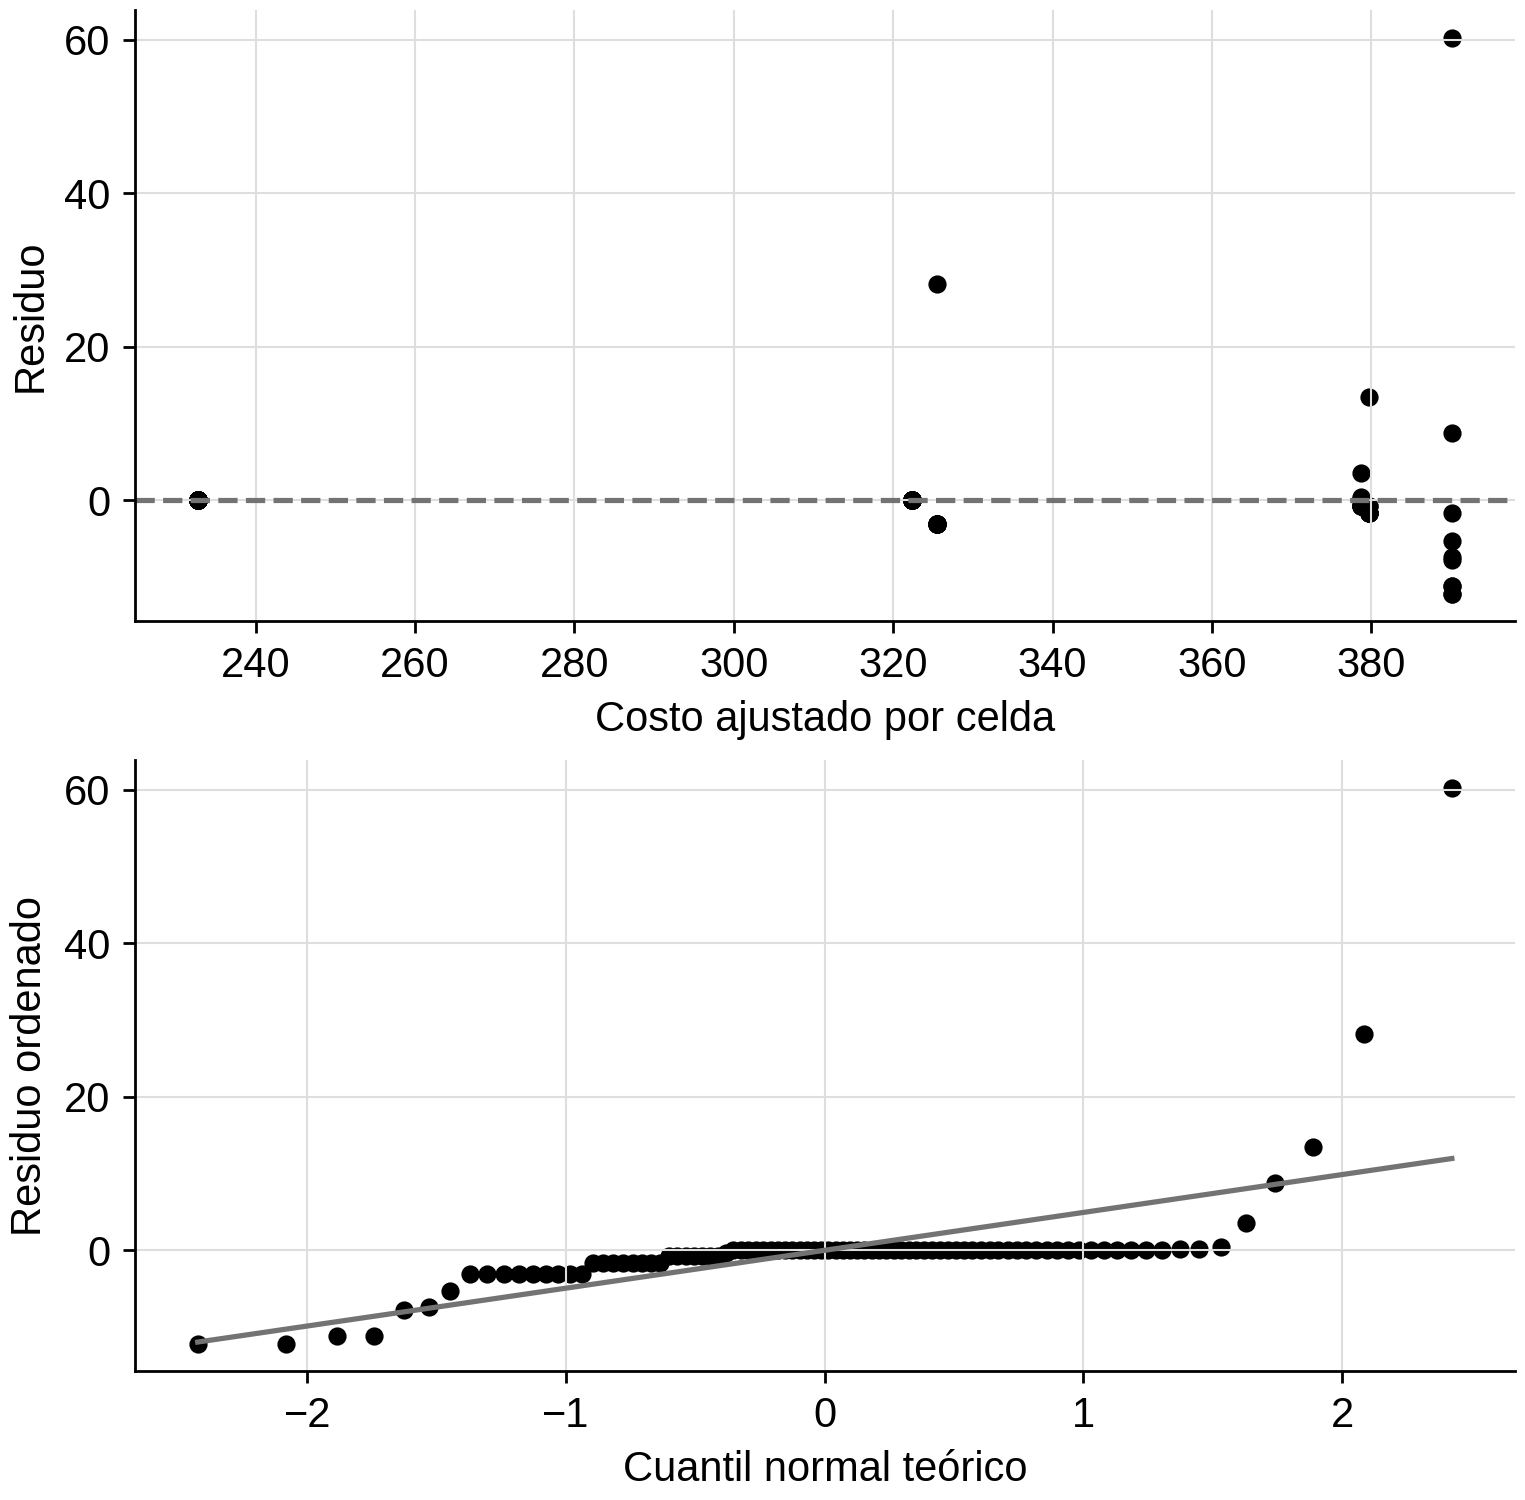 60
40
20
0
Residuo
240 260 280 300 320 340 360 380
Costo ajustado por celda
60
40
20
0
Residuo ordenado
−2 −1 0 1 2
Cuantil normal teórico